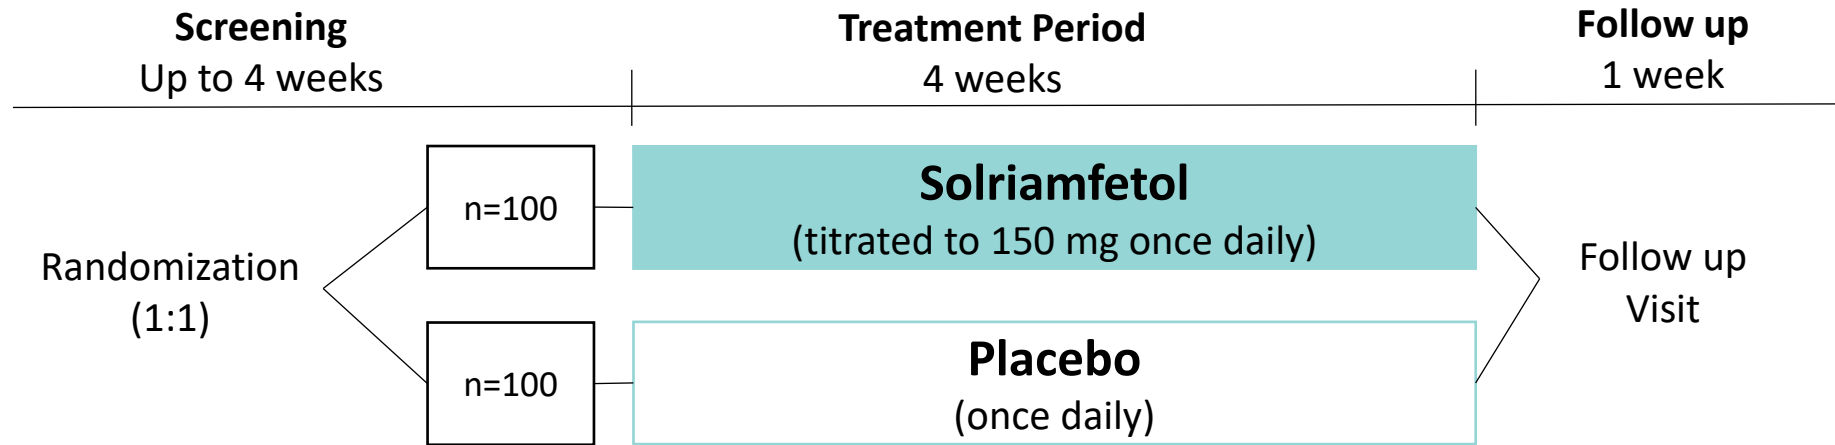 Screening
Up to 4 weeks
Treatment Period
4 weeks
Follow up
1 week
Randomization
(1:1)
n=100
Solriamfetol
(titrated to 150 mg once daily)
n=100
Placebo
(once daily)
Follow up
Visit